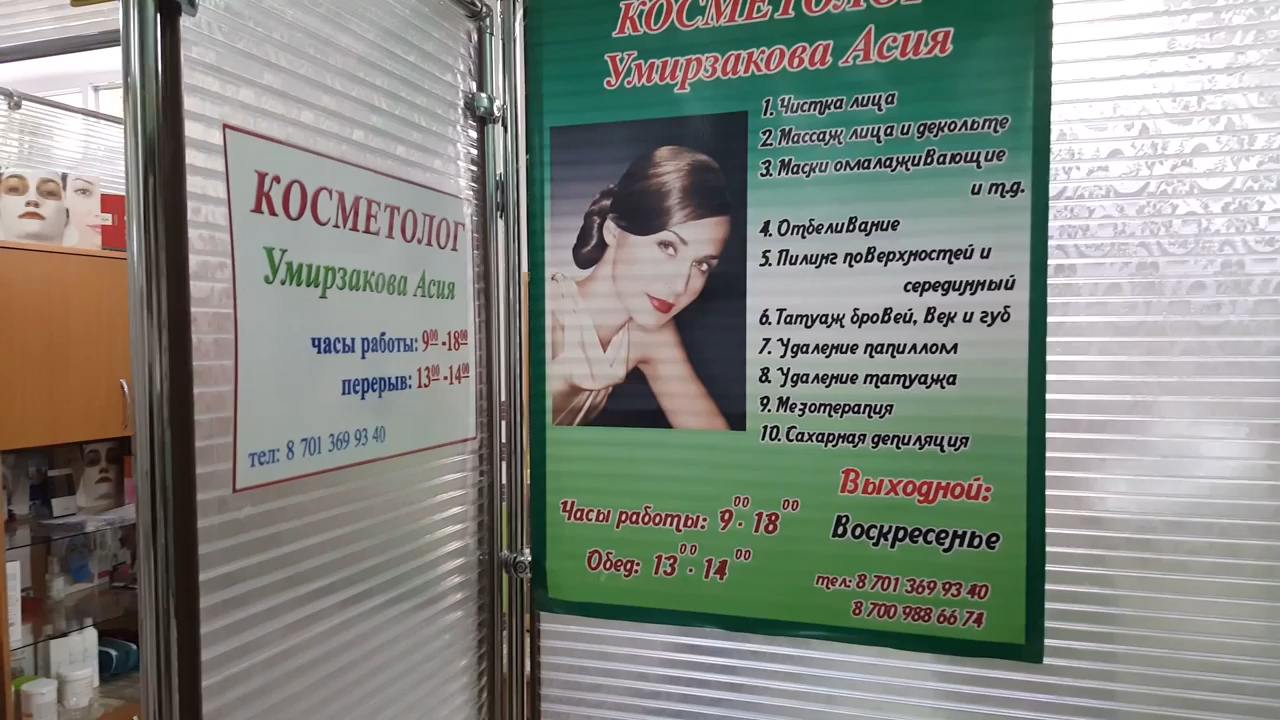 КОСМЕТОЛОГ
Умирзакова Асия
часы работы: 9⁰⁰-18⁰⁰
перерыв: 13⁰⁰-14⁰⁰
тел: 8 701 369 93 40
КОСМЕТОЛОГ
Умирзакова Асия
1. Чистка лица
2. Массаж лица и декольте
3. Маски омалаживающие
и т.д.
4. Отбеливание
5. Пилинг поверхностей и
серединный
6. Татуаж бровей, век и губ
7. Удаление папиллом
8. Удаление татуажа
9. Мезотерапия
10. Сахарная депиляция
Выходной:
Воскресенье
Часы работы: 9⁰⁰-18⁰⁰
Обед: 13⁰⁰-14⁰⁰
тел: 8 701 369 93 40
8 700 988 66 74